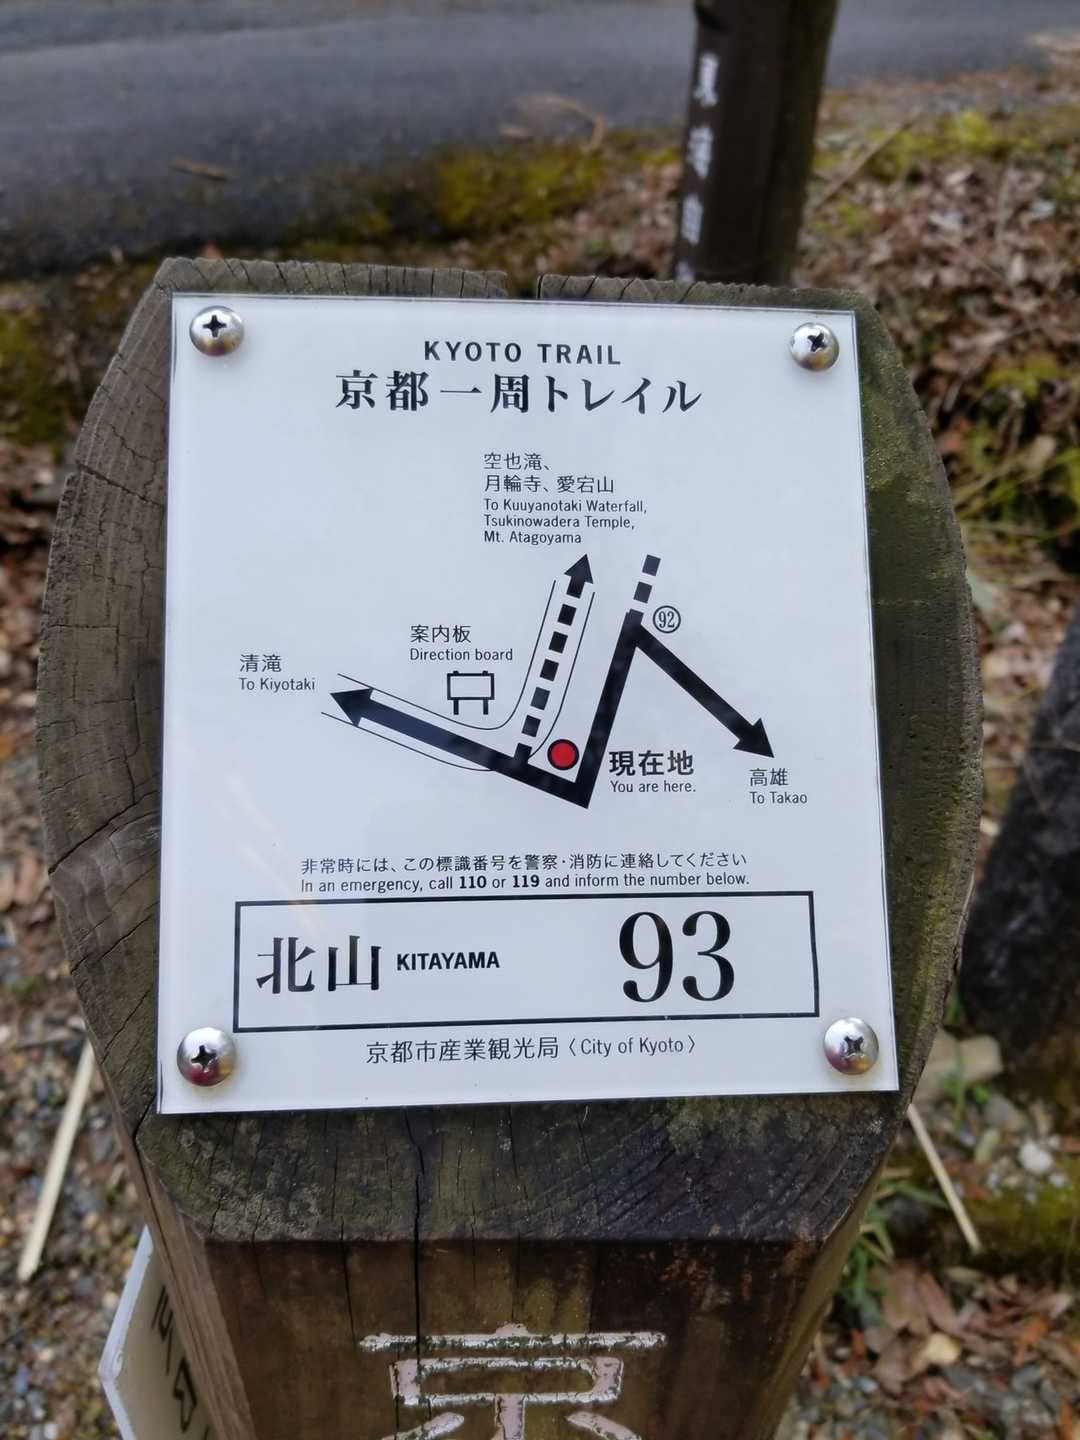 KYOTO TRAIL
京都一周トレイル
空也滝、
月輪寺、愛宕山
To Kuuyanotaki Waterfall,
Tsukinowadera Temple,
Mt. Atagoyama
92
案内板
Direction board
清滝
To Kiyotaki
現在地
You are here.
高雄
To Takao
非常時には、この標識番号を警察・消防に連絡してください
In an emergency, call 110 or 119 and inform the number below.
北山 KITAYAMA 93
京都市産業観光局〈City of Kyoto〉
京